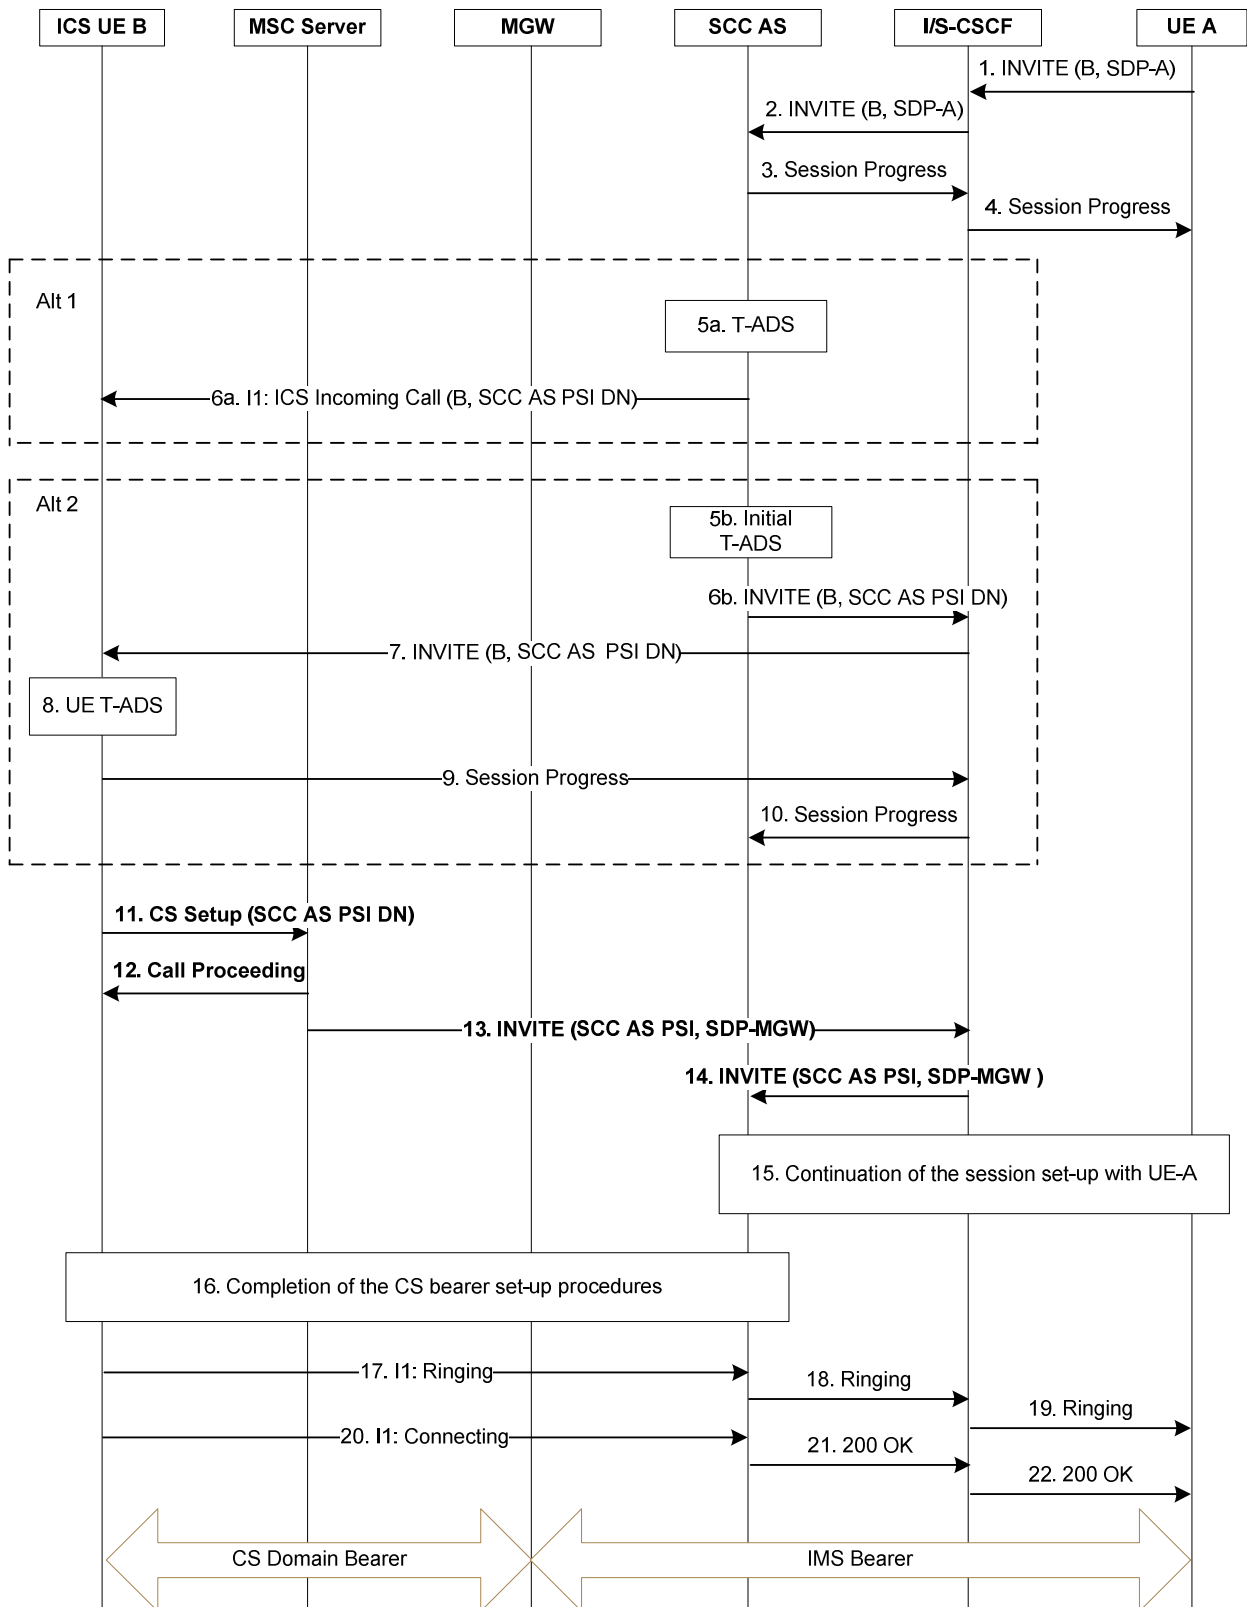 ICS UE B
MSC Server
MGW
SCC AS
I/S-CSCF
UE A
1. INVITE (B, SDP-A)
2. INVITE (B, SDP-A)
3. Session Progress
4. Session Progress
Alt 1
5a. T-ADS
6a. I1: ICS Incoming Call (B, SCC AS PSI DN)
Alt 2
5b. Initial
T-ADS
6b. INVITE (B, SCC AS PSI DN)
7. INVITE (B, SCC AS PSI DN)
8. UE T-ADS
9. Session Progress
10. Session Progress
11. CS Setup (SCC AS PSI DN)
12. Call Proceeding
13. INVITE (SCC AS PSI, SDP-MGW)
14. INVITE (SCC AS PSI, SDP-MGW )
15. Continuation of the session set-up with UE-A
16. Completion of the CS bearer set-up procedures
17. I1: Ringing
18. Ringing
19. Ringing
20. I1: Connecting
21. 200 OK
22. 200 OK
CS Domain Bearer
IMS Bearer